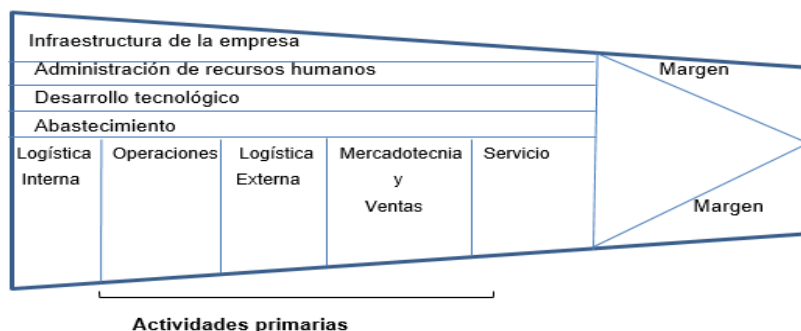 Infraestructura de la empresa
Administración de recursos humanos
Margen
Desarrollo tecnológico
Abastecimiento
Logística
Interna
Operaciones
Logística
Externa
Mercadotecnia
y
Ventas
Servicio
Margen
Actividades primarias